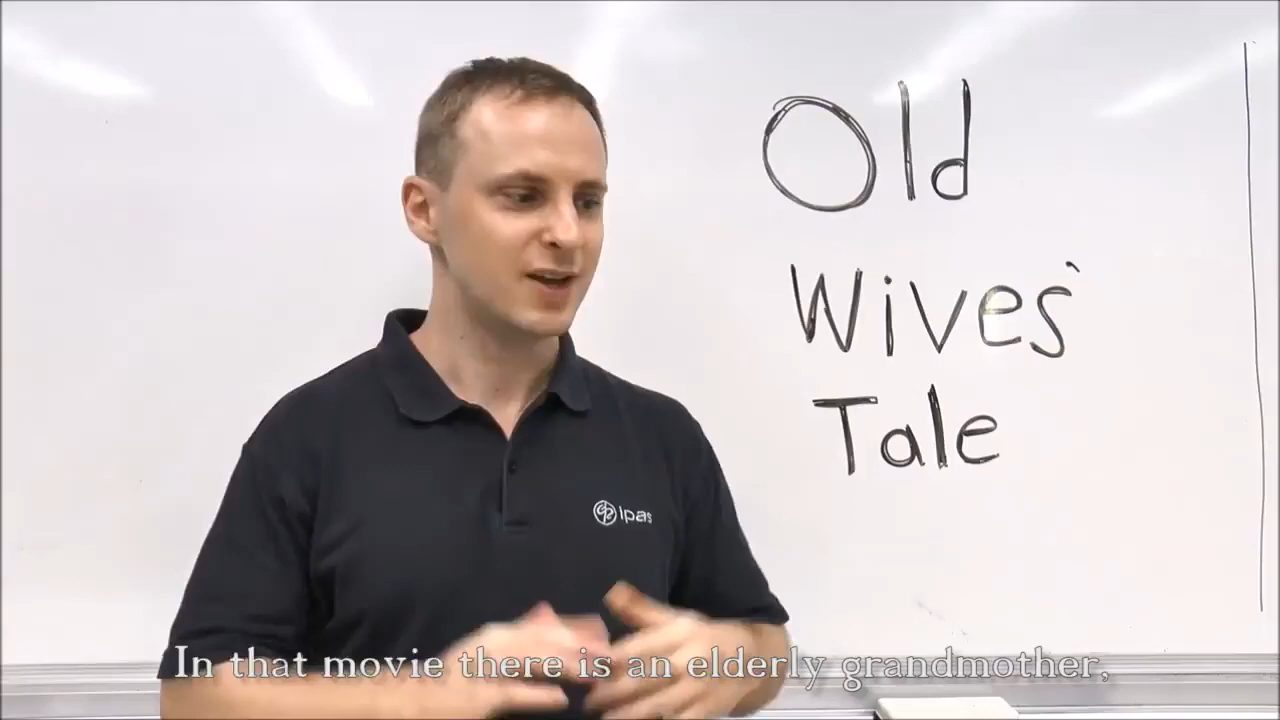 Old
Wives'
Tale
ipas
In that movie there is an elderly grandmother,